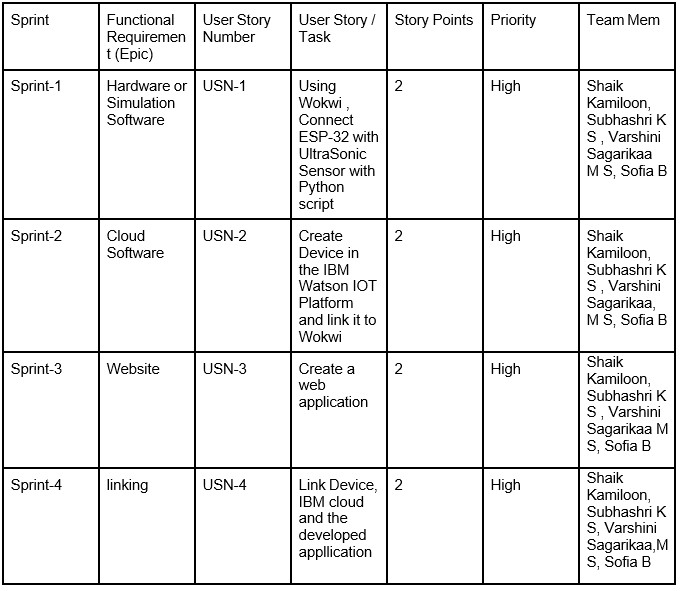 Sprint
Functional
Requiremen
t (Epic)
User Story
Number
User Story /
Task
Story Points
Priority
Team Mem
Sprint-1
Hardware or
Simulation
Software
USN-1
Using
Wokwi ,
Connect
ESP-32 with
UltraSonic
Sensor with
Python
script
2
High
Shaik
Kamiloon,
Subhashri K
S , Varshini
Sagarikaa
M S, Sofia B
Sprint-2
Cloud
Software
USN-2
Create
Device in
the IBM
Watson IOT
Platform
and link it to
Wokwi
2
High
Shaik
Kamiloon,
Subhashri K
S , Varshini
Sagarikaa,
M S, Sofia B
Sprint-3
Website
USN-3
Create a
web
application
2
High
Shaik
Kamiloon,
Subhashri K
S , Varshini
Sagarikaa M
S, Sofia B
Sprint-4
linking
USN-4
Link Device,
IBM cloud
and the
developed
appllication
2
High
Shaik
Kamiloon,
Subhashri K
S, Varshini
Sagarikaa,M
S, Sofia B